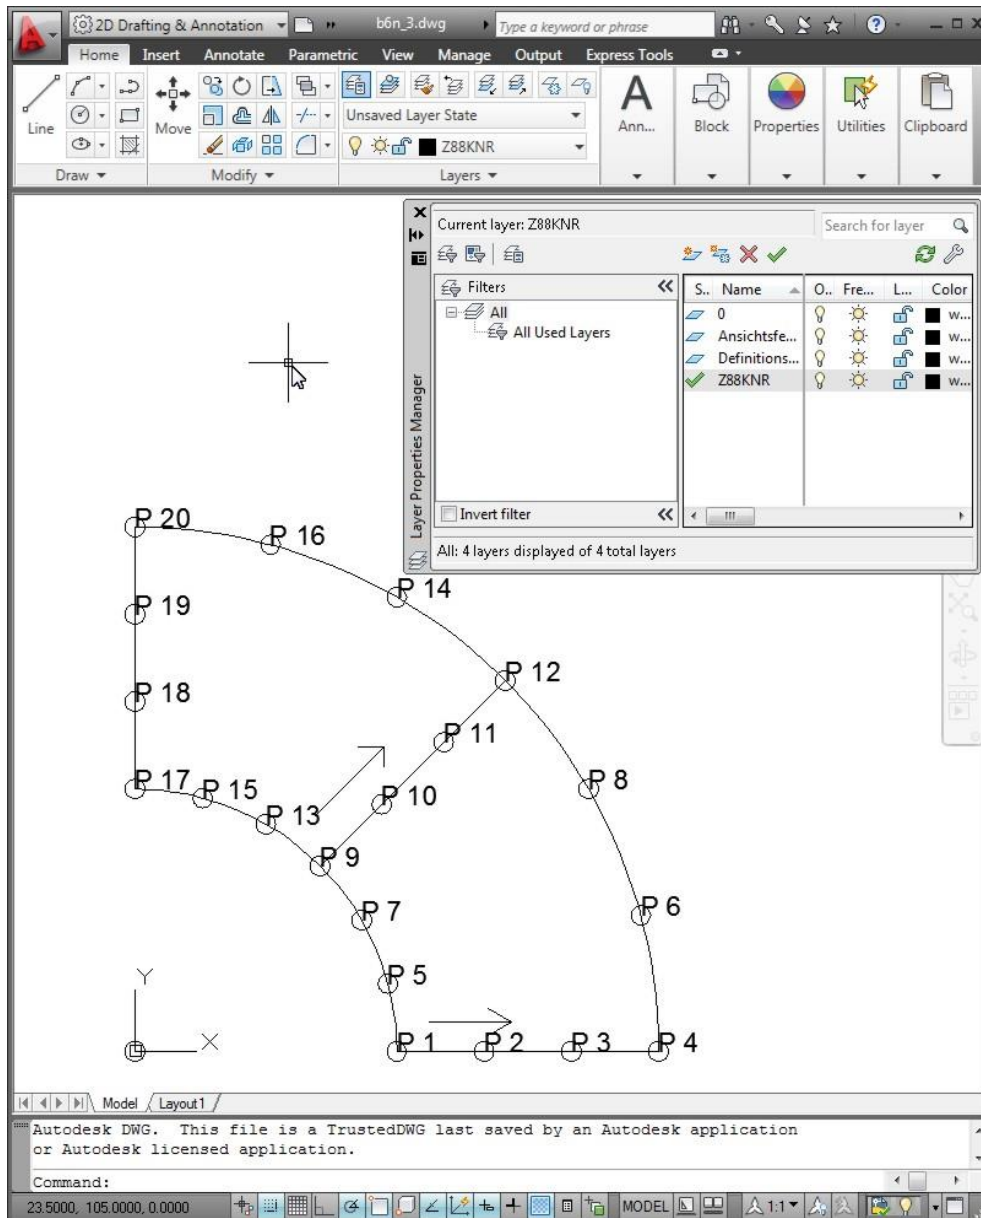 2D Drafting & Annotation b6n_3.dwg Type a keyword or phrase
Home Insert Annotate Parametric View Manage Output Express Tools
Line Move Unsaved Layer State Ann... Block Properties Utilities Clipboard
Z88KNR
Draw Modify Layers
Current layer: Z88KNR Search for layer
Filters
All
All Used Layers
S.. Name O.. Fre... L... Color
0 w...
Ansichtsfe... w...
Definitions... w...
Z88KNR w...
Invert filter
All: 4 layers displayed of 4 total layers
Layer Properties Manager
P 20
P 16
P 14
P 19
P 12
P 18
P 11
P 17
P 15
P 8
P 10
P 13
P 9
P 7
P 6
P 5
Y
X
P 1 P 2 P 3 P 4
Model Layout1
Autodesk DWG. This file is a TrustedDWG last saved by an Autodesk application
or Autodesk licensed application.
Command:
23.5000, 105.0000, 0.0000 MODEL 1:1